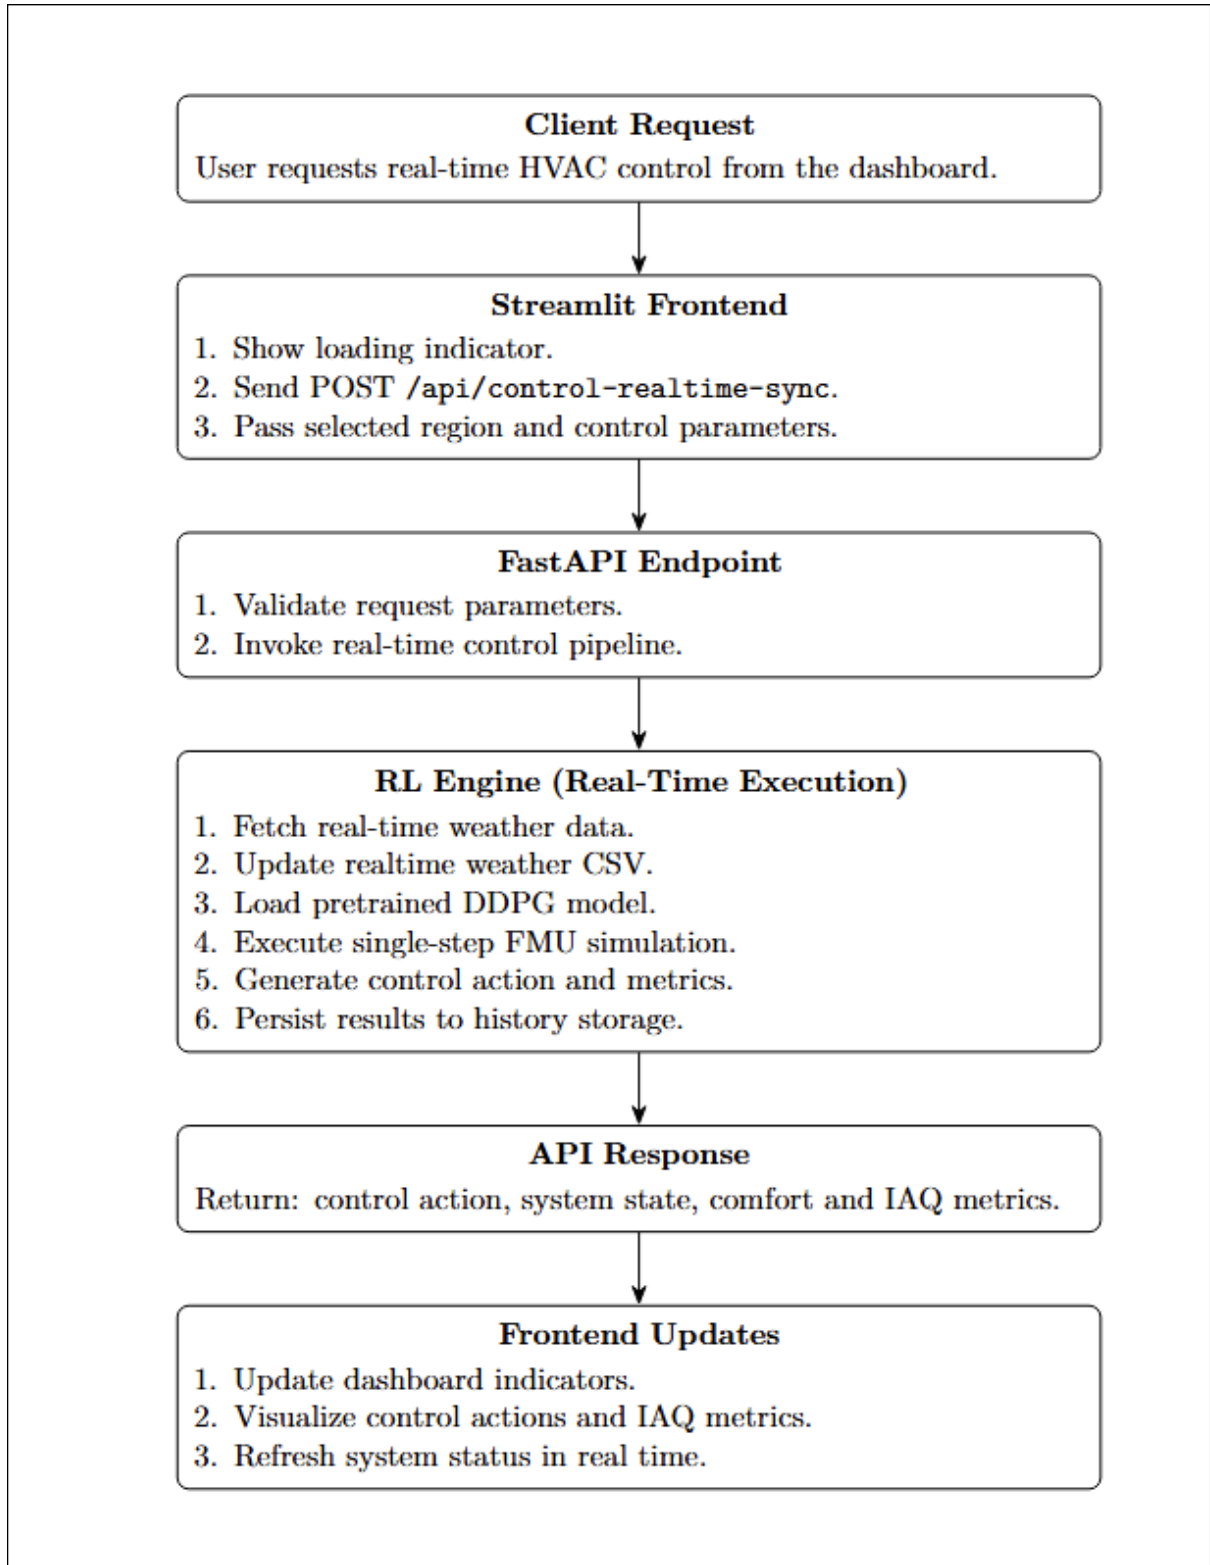 Client Request
User requests real-time HVAC control from the dashboard.
Streamlit Frontend
1. Show loading indicator.
2. Send POST /api/control-realtime-sync.
3. Pass selected region and control parameters.
FastAPI Endpoint
1. Validate request parameters.
2. Invoke real-time control pipeline.
RL Engine (Real-Time Execution)
1. Fetch real-time weather data.
2. Update realtime weather CSV.
3. Load pretrained DDPG model.
4. Execute single-step FMU simulation.
5. Generate control action and metrics.
6. Persist results to history storage.
API Response
Return: control action, system state, comfort and IAQ metrics.
Frontend Updates
1. Update dashboard indicators.
2. Visualize control actions and IAQ metrics.
3. Refresh system status in real time.